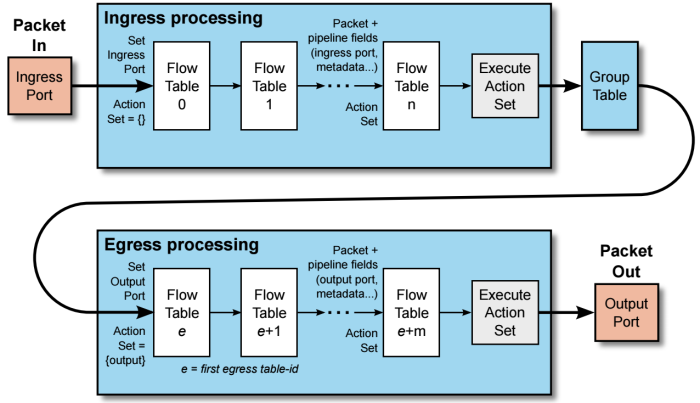 Ingress processing
Packet
In
Ingress
Port
Set
Ingress
Port
Action
Set = {}
Flow
Table
0
Flow
Table
1
Packet +
pipeline fields
(ingress port,
metadata...)
Action
Set
Flow
Table
n
Execute
Action
Set
Group
Table
Egress processing
Set
Output
Port
Action
Set =
{output}
Flow
Table
e
Flow
Table
e+1
e = first egress table-id
Packet +
pipeline fields
(output port,
metadata...)
Action
Set
Flow
Table
e+m
Execute
Action
Set
Packet
Out
Output
Port